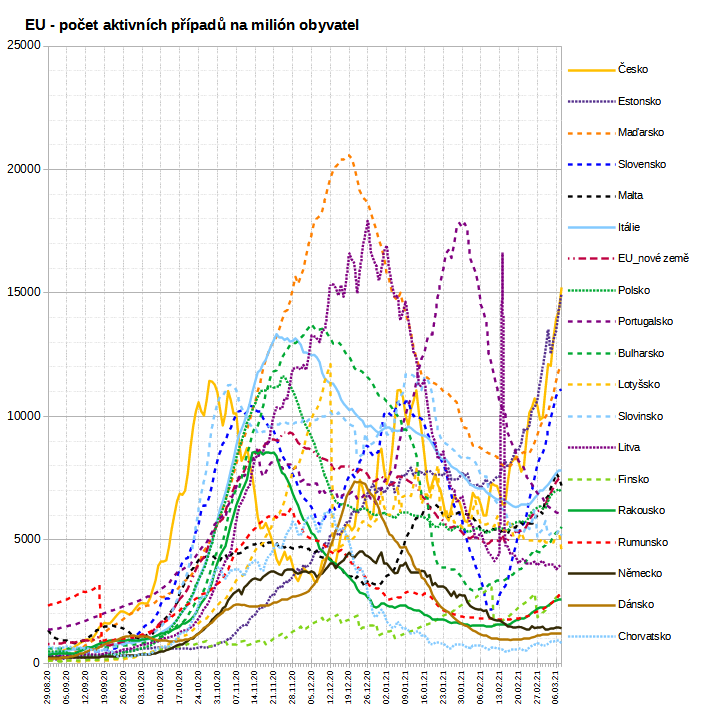 EU - počet aktivních případů na milión obyvatel
25000
20000
15000
10000
5000
0
Česko
Estonsko
Maďarsko
Slovensko
Malta
Itálie
EU_nové země
Polsko
Portugalsko
Bulharsko
Lotyšsko
Slovinsko
Litva
Finsko
Rakousko
Rumunsko
Německo
Dánsko
Chorvatsko
29.08.20
05.09.20
12.09.20
19.09.20
26.09.20
03.10.20
10.10.20
17.10.20
24.10.20
31.10.20
07.11.20
14.11.20
21.11.20
28.11.20
05.12.20
12.12.20
19.12.20
26.12.20
02.01.21
09.01.21
16.01.21
23.01.21
30.01.21
06.02.21
13.02.21
20.02.21
27.02.21
06.03.21